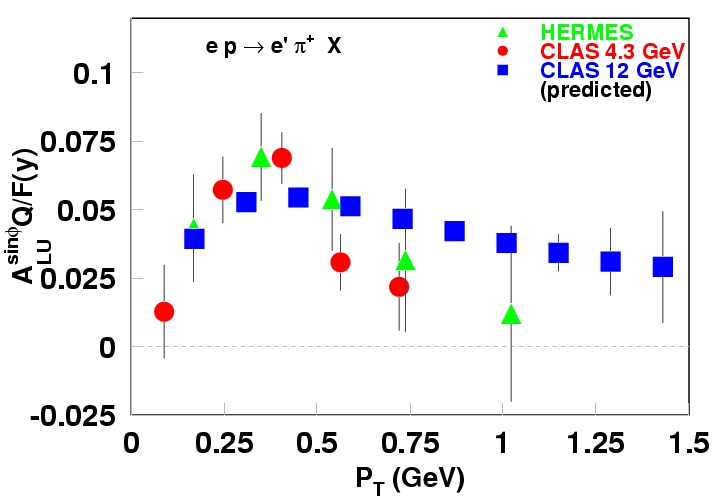 e p → e' π⁺ X
HERMES
CLAS 4.3 GeV
CLAS 12 GeV
(predicted)
A_LU^sinϕ Q/F(y)
0.1
0.075
0.05
0.025
0
-0.025
0
0.25
0.5
0.75
1
1.25
1.5
P_T (GeV)